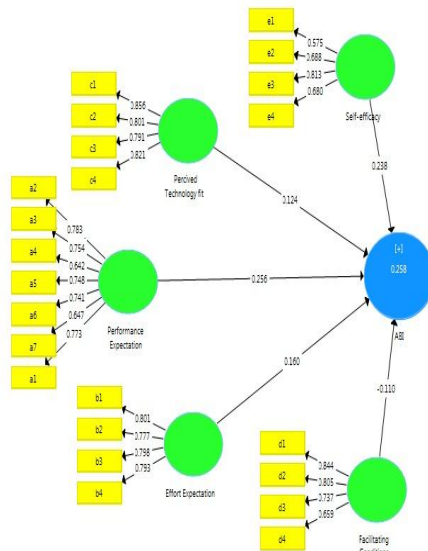 e1
0.575
e2
0.688
e3
0.813
e4
0.680
Self-efficacy
c1
0.856
c2
0.801
c3
0.791
c4
0.821
Percived
Technology fit
0.238
0.124
a2
0.783
a3
0.754
a4
0.642
a5
0.748
a6
0.741
a7
0.647
a1
0.773
Performance
Expectation
0.256
[+]
0.258
ABI
0.160
-0.110
b1
0.801
b2
0.777
b3
0.798
b4
0.793
Effort Expectation
d1
0.844
d2
0.805
d3
0.737
d4
0.659
Facilitating